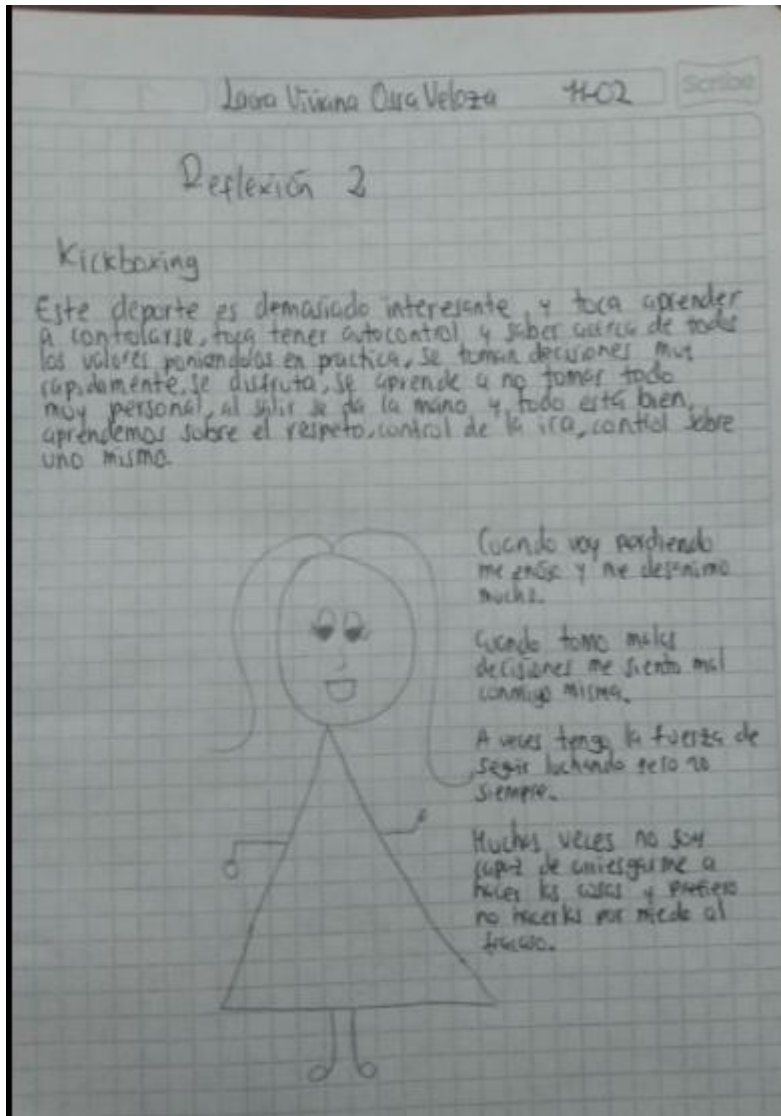 Laura Viviana Ossa Veloza 11-02
Scribe
Reflexión 2
Kickboxing
Este deporte es demasiado interesante, y toca aprender
a controlarse, toca tener autocontrol y saber acerca de todos
los valores poniendolos en practica, se toman decisiones muy
rapidamente, se disfruta, se aprende a no tomar todo
muy personal, al salir se da la mano y todo está bien,
aprendemos sobre el respeto, control de la ira, control sobre
uno mismo.
Cuando voy perdiendo
me enojo y me desanimo
mucho.
Cuando tomo malas
decisiones me siento mal
conmigo misma.
A veces tengo la fuerza de
seguir luchando pero no
siempre.
Muchas veces no soy
capaz de arriesgarme a
hacer las cosas y prefiero
no hacerlas por miedo al
fracaso.